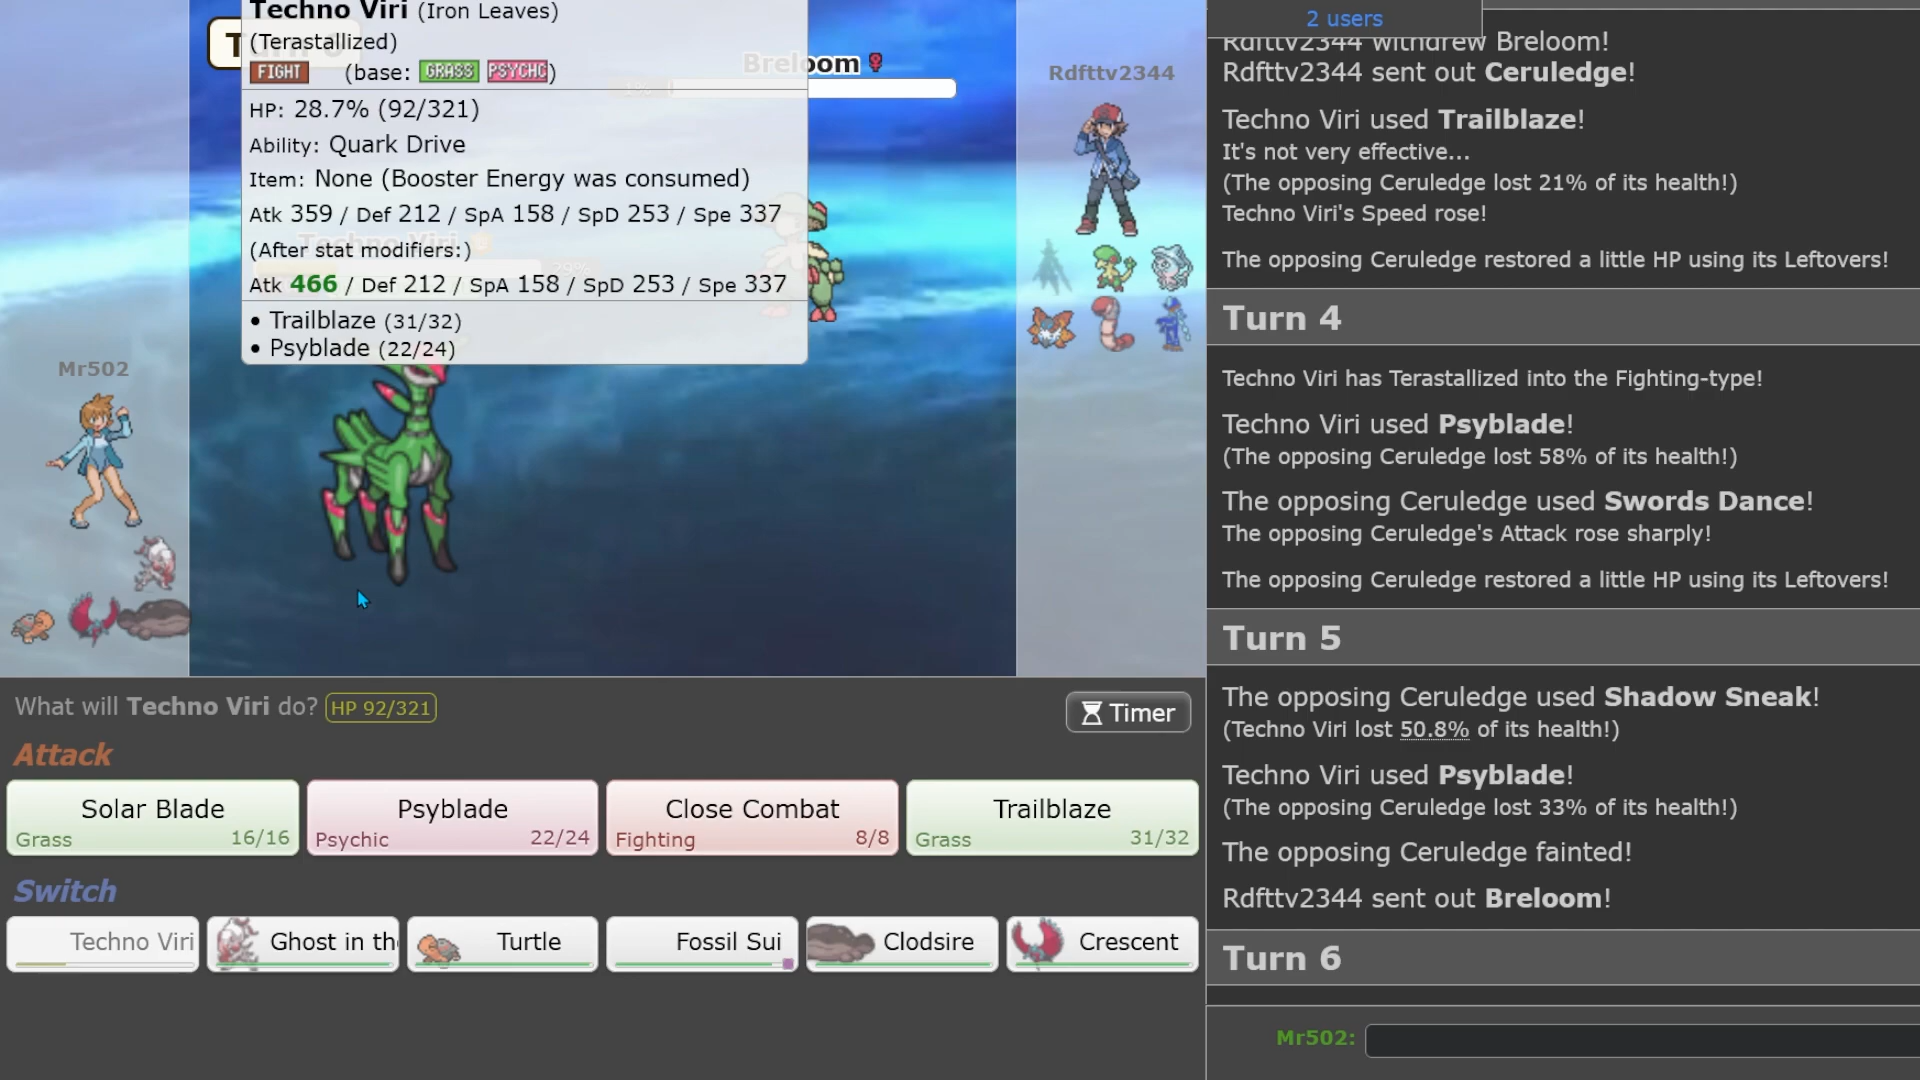 Techno Viri (Iron Leaves)
(Terastallized)
FIGHT (base: GRASS PSYCHC)
HP: 28.7% (92/321)
Ability: Quark Drive
Item: None (Booster Energy was consumed)
Atk 359 / Def 212 / SpA 158 / SpD 253 / Spe 337
(After stat modifiers:)
Atk 466 / Def 212 / SpA 158 / SpD 253 / Spe 337
• Trailblaze (31/32)
• Psyblade (22/24)
Breloom
Techno Viri
29%
Rdfttv2344
Mr502
What will Techno Viri do? HP 92/321
Timer
Attack
Solar Blade
Grass 16/16
Psyblade
Psychic 22/24
Close Combat
Fighting 8/8
Trailblaze
Grass 31/32
Switch
Techno Viri
Ghost in th
Turtle
Fossil Sui
Clodsire
Crescent
2 users
Rdfttv2344 withdrew Breloom!
Rdfttv2344 sent out Ceruledge!
Techno Viri used Trailblaze!
It's not very effective...
(The opposing Ceruledge lost 21% of its health!)
Techno Viri's Speed rose!
The opposing Ceruledge restored a little HP using its Leftovers!
Turn 4
Techno Viri has Terastallized into the Fighting-type!
Techno Viri used Psyblade!
(The opposing Ceruledge lost 58% of its health!)
The opposing Ceruledge used Swords Dance!
The opposing Ceruledge's Attack rose sharply!
The opposing Ceruledge restored a little HP using its Leftovers!
Turn 5
The opposing Ceruledge used Shadow Sneak!
(Techno Viri lost 50.8% of its health!)
Techno Viri used Psyblade!
(The opposing Ceruledge lost 33% of its health!)
The opposing Ceruledge fainted!
Rdfttv2344 sent out Breloom!
Turn 6
Mr502: